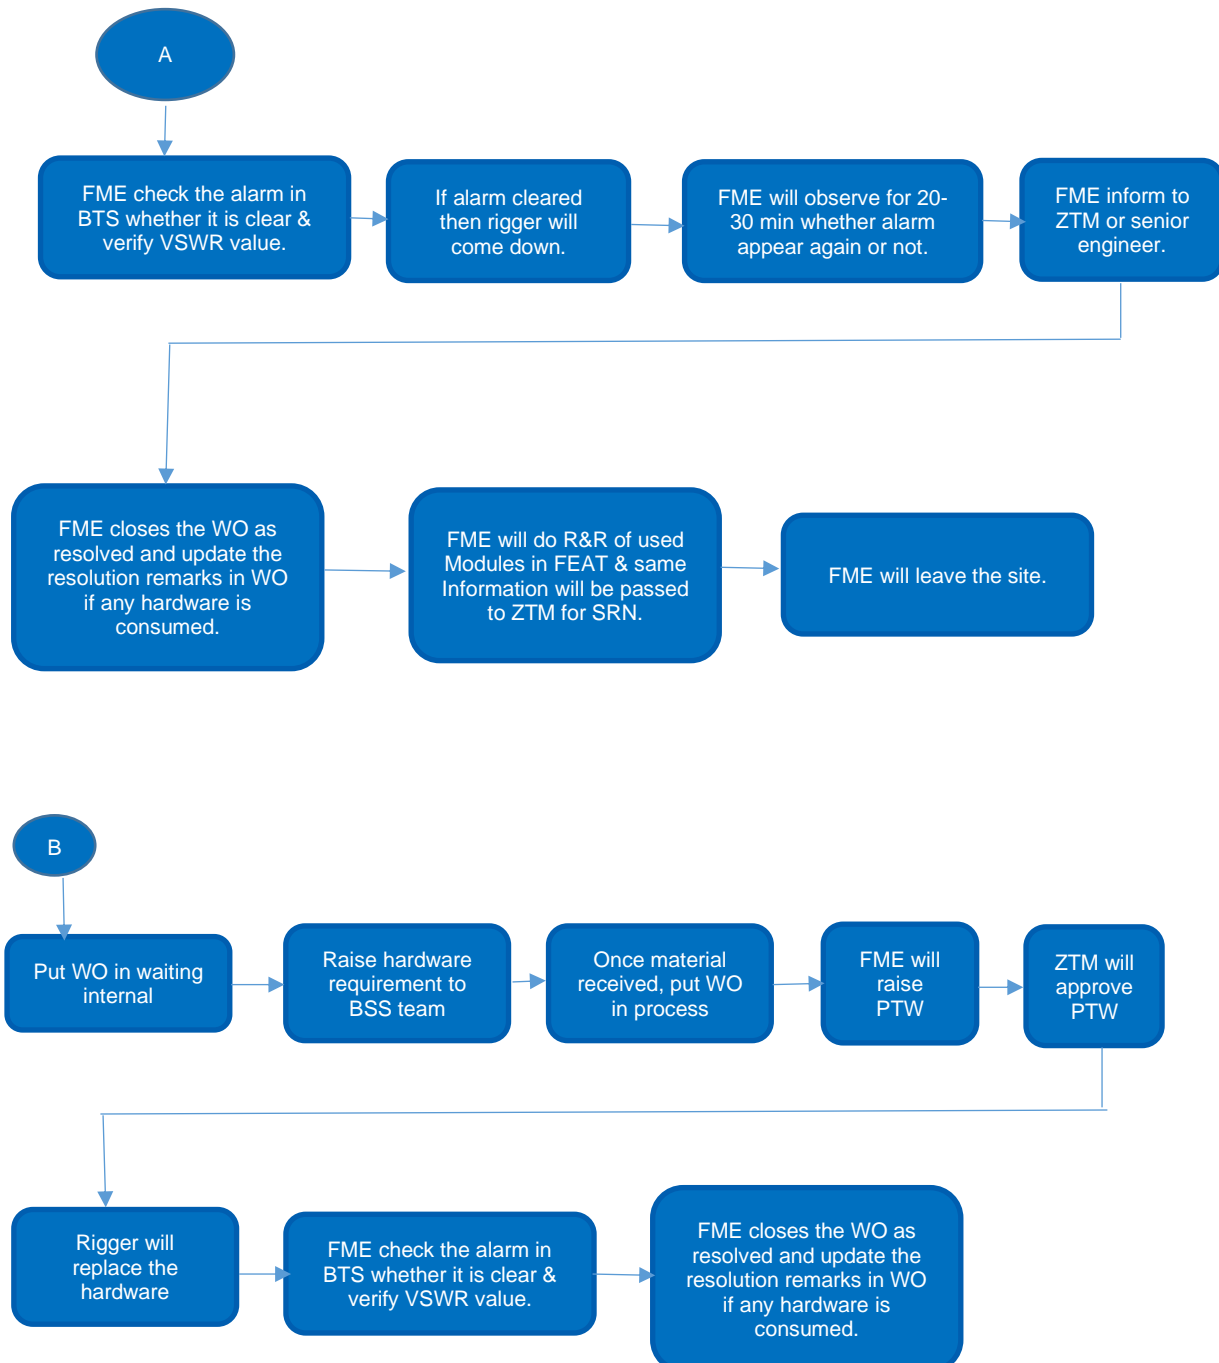 A
FME check the alarm in
BTS whether it is clear &
verify VSWR value.
If alarm cleared
then rigger will
come down.
FME will observe for 20-
30 min whether alarm
appear again or not.
FME inform to
ZTM or senior
engineer.
FME closes the WO as
resolved and update the
resolution remarks in WO
if any hardware is
consumed.
FME will do R&R of used
Modules in FEAT & same
Information will be passed
to ZTM for SRN.
FME will leave the site.
B
Put WO in waiting
internal
Raise hardware
requirement to
BSS team
Once material
received, put WO
in process
FME will
raise
PTW
ZTM will
approve
PTW
Rigger will
replace the
hardware
FME check the alarm in
BTS whether it is clear &
verify VSWR value.
FME closes the WO as
resolved and update the
resolution remarks in WO
if any hardware is
consumed.